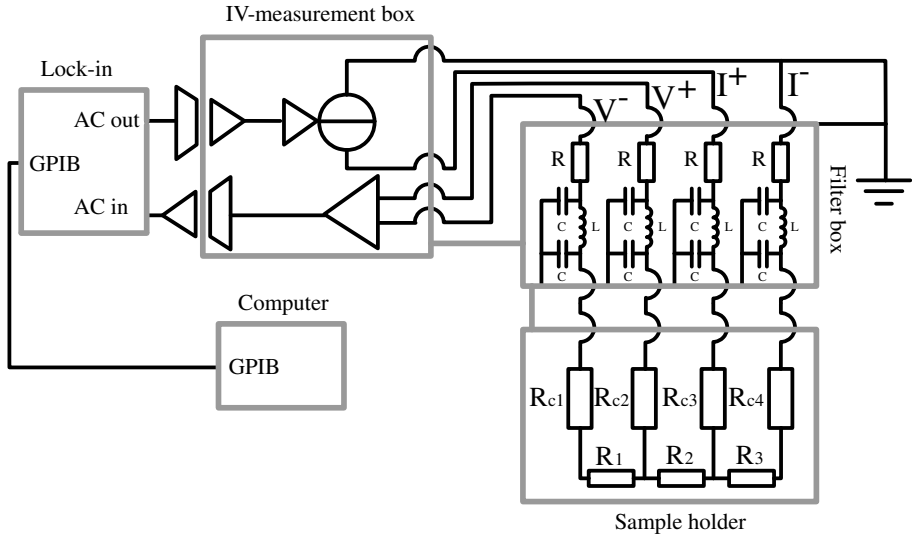 IV-measurement box
Lock-in
AC out
GPIB
AC in
V- V+ I+ I-
R R R R
C L C L C L C L
C C C C
Filter box
Computer
GPIB
Rc1 Rc2 Rc3 Rc4
R1 R2 R3
Sample holder